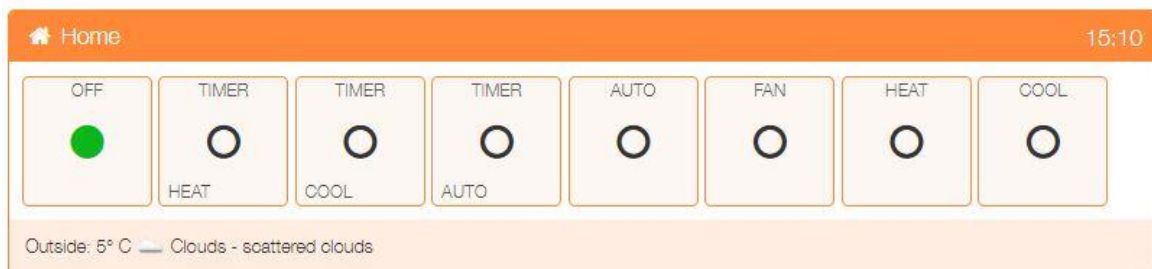 Home 15:10
OFF TIMER TIMER TIMER AUTO FAN HEAT COOL
HEAT COOL AUTO
Outside: 5° C Clouds - scattered clouds